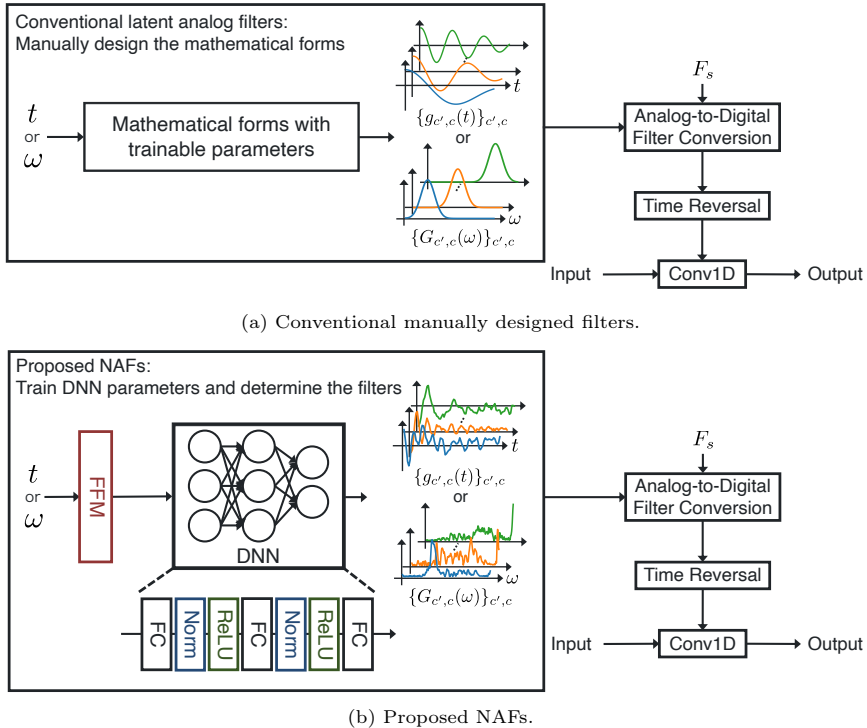 Conventional latent analog filters:
Manually design the mathematical forms
t
or
ω
Mathematical forms with
trainable parameters
t
{g_{c′,c}(t)}_{c′,c}
or
ω
{G_{c′,c}(ω)}_{c′,c}
F_s
Analog-to-Digital
Filter Conversion
Time Reversal
Input
Conv1D
Output
(a) Conventional manually designed filters.
Proposed NAFs:
Train DNN parameters and determine the filters
t
or
ω
FFM
DNN
FC
Norm
ReLU
FC
Norm
ReLU
FC
t
{g_{c′,c}(t)}_{c′,c}
or
ω
{G_{c′,c}(ω)}_{c′,c}
F_s
Analog-to-Digital
Filter Conversion
Time Reversal
Input
Conv1D
Output
(b) Proposed NAFs.